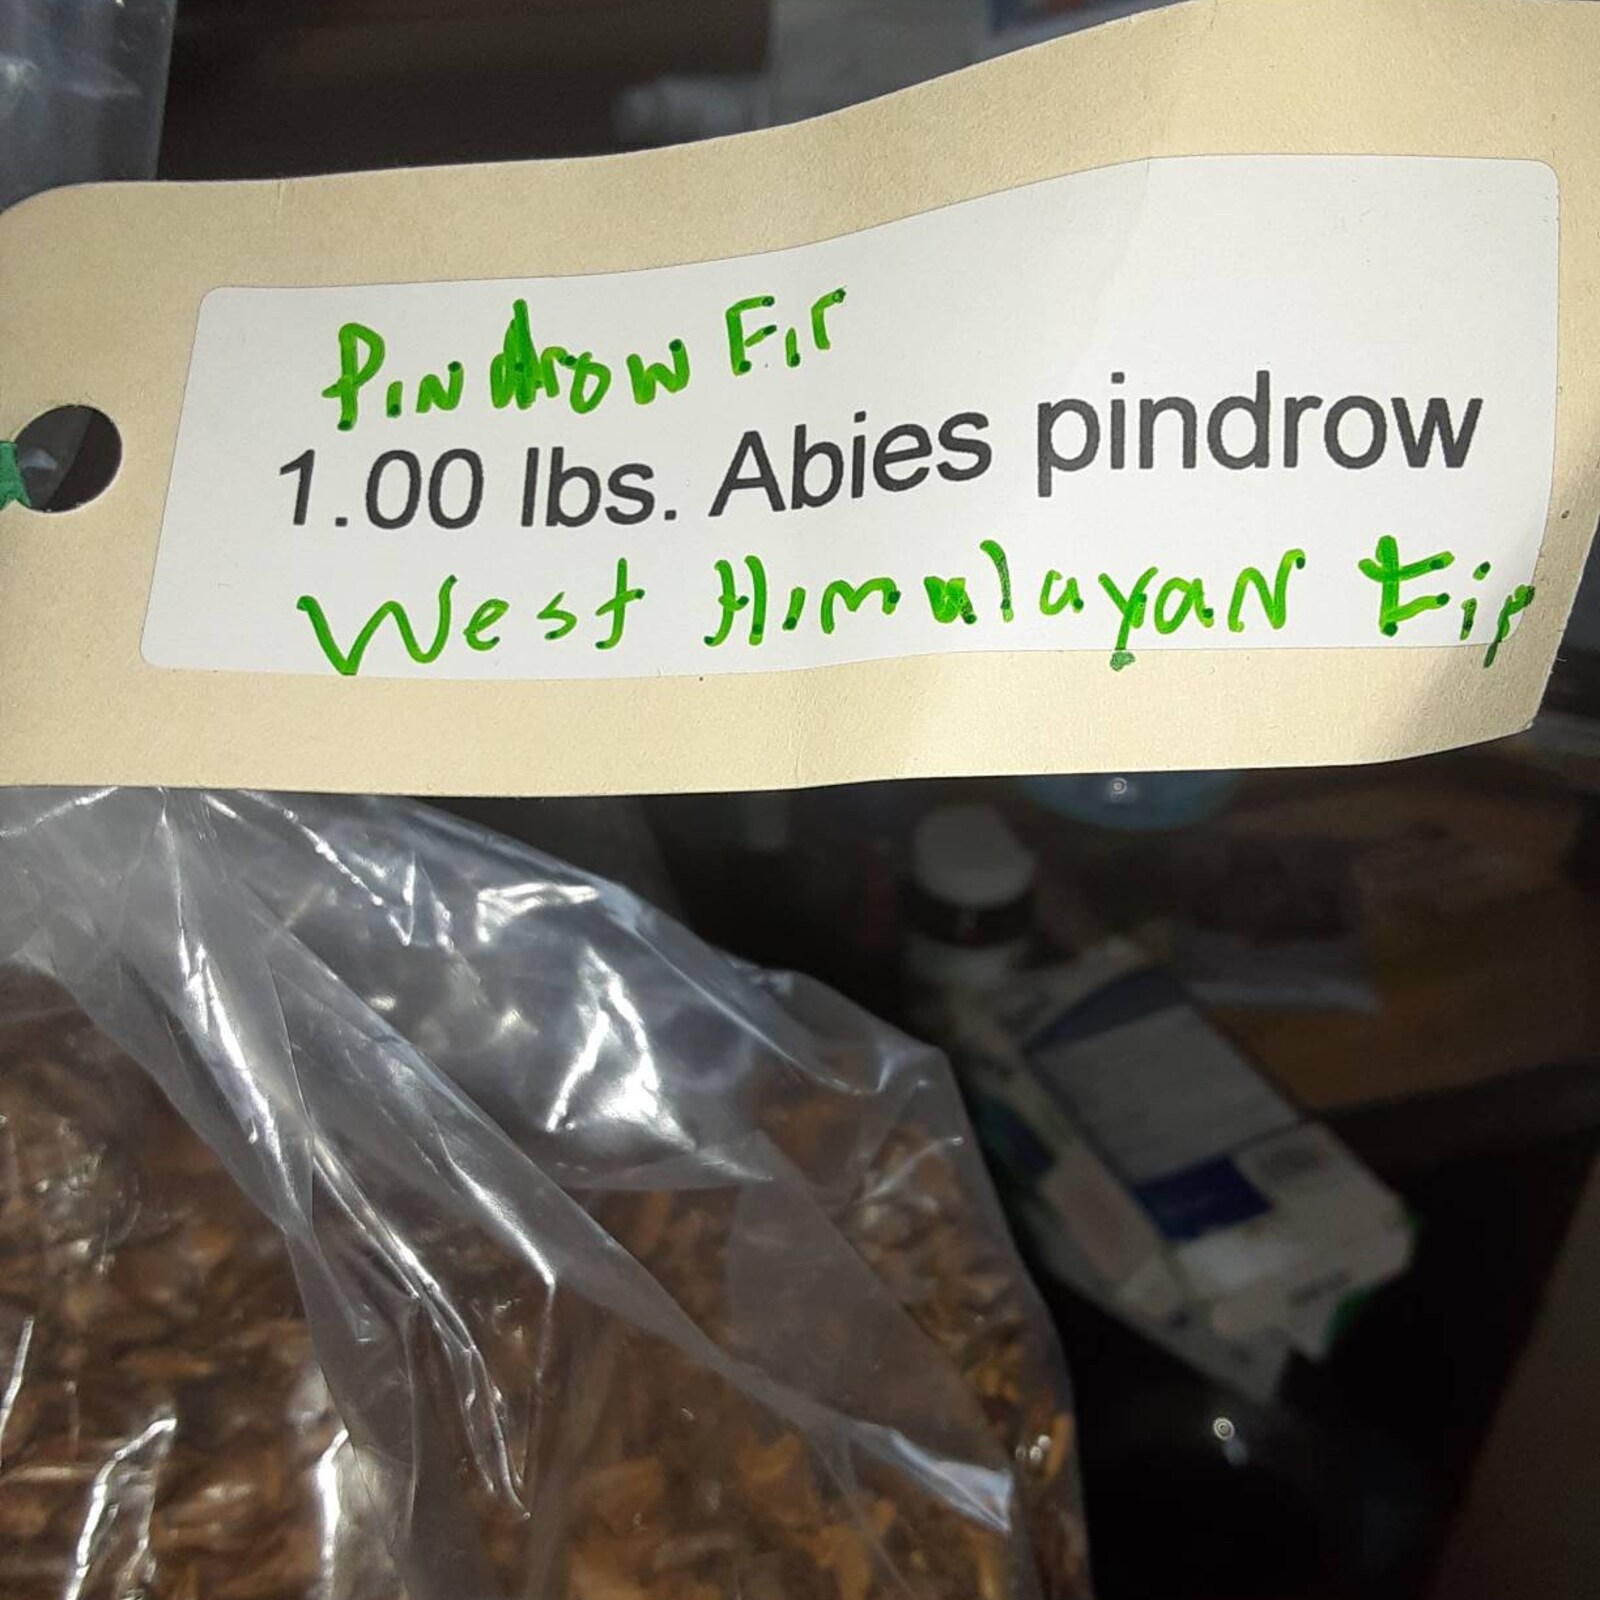 Pindrow Fir
1.00 lbs. Abies pindrow
West Himalayan Fir